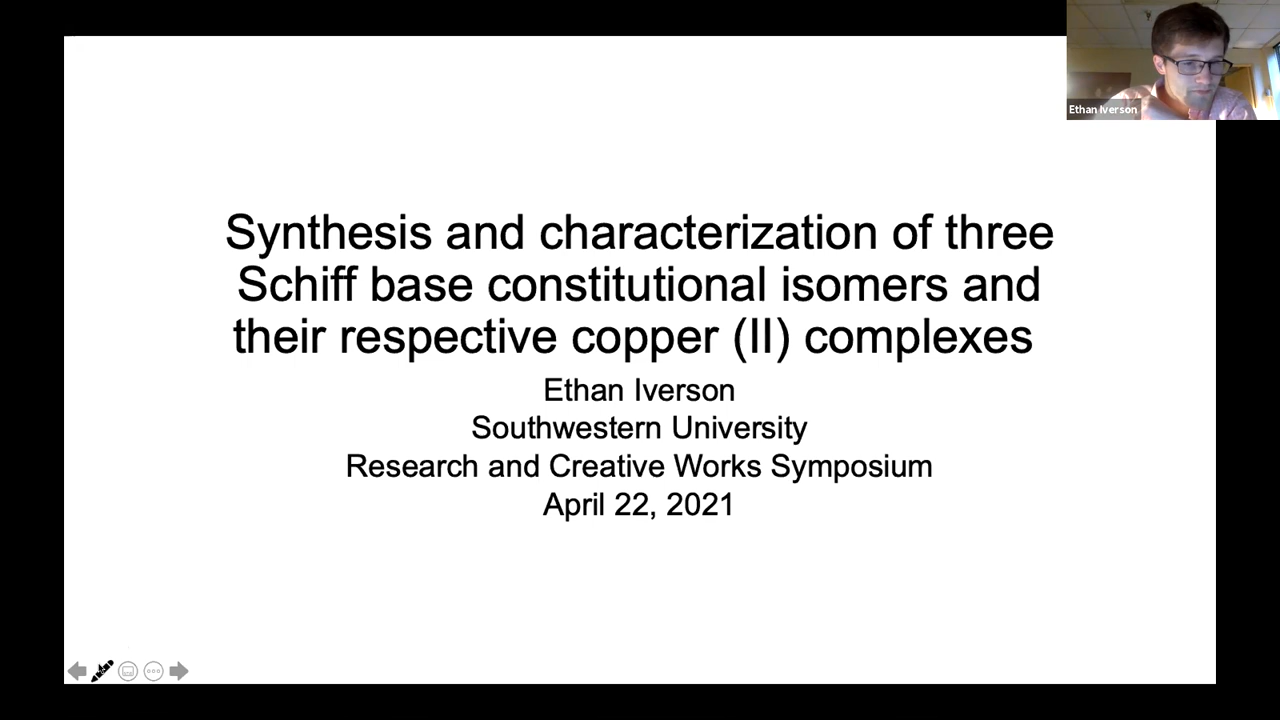 Ethan Iverson
Synthesis and characterization of three
Schiff base constitutional isomers and
their respective copper (II) complexes
Ethan Iverson
Southwestern University
Research and Creative Works Symposium
April 22, 2021